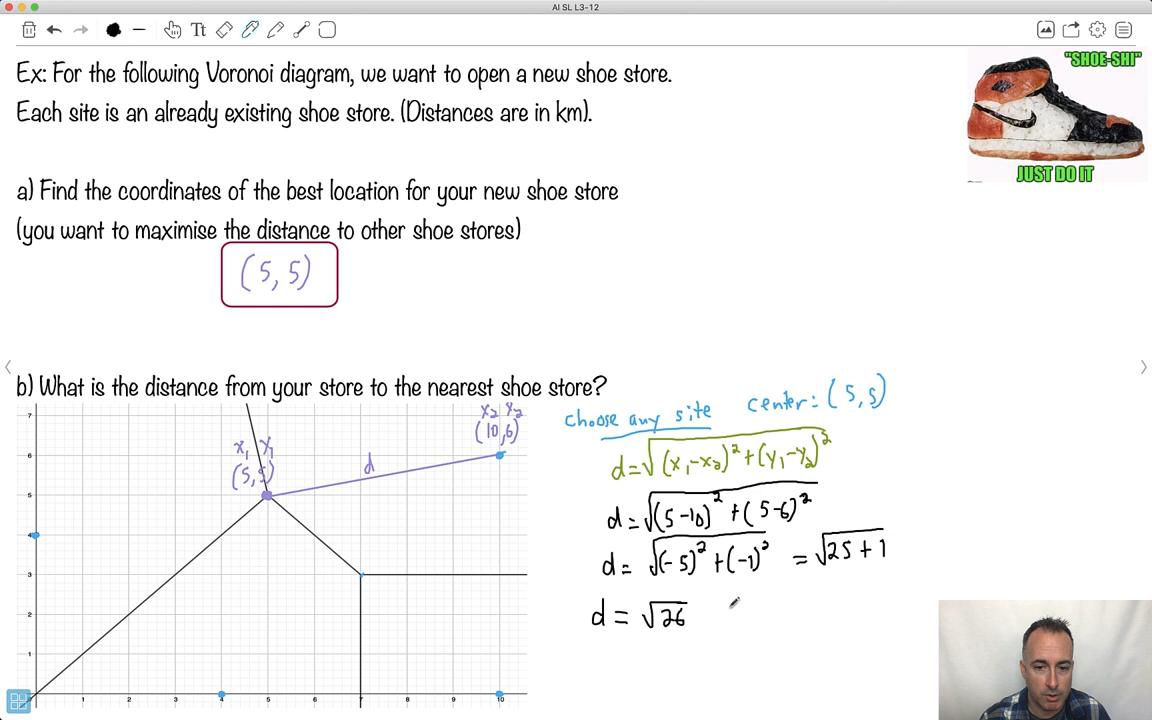 AI SL L3-12
Tt
Ex: For the following Voronoi diagram, we want to open a new shoe store.
Each site is an already existing shoe store. (Distances are in km).
"SHOE-SHI"
JUST DO IT
a) Find the coordinates of the best location for your new shoe store
(you want to maximise the distance to other shoe stores)
(5, 5)
b) What is the distance from your store to the nearest shoe store?
choose any site center: (5,5)
x₂ y₂
(10,6)
x₁ y₁
(5,5)
d
d=√(x₁-x₂)²+(y₁-y₂)²
d=√(5-10)²+(5-6)²
d=√(-5)²+(-1)² =√25+1
d=√26
7
6
5
4
3
2
1
3 0 1 2 3 4 5 6 7 8 9 10